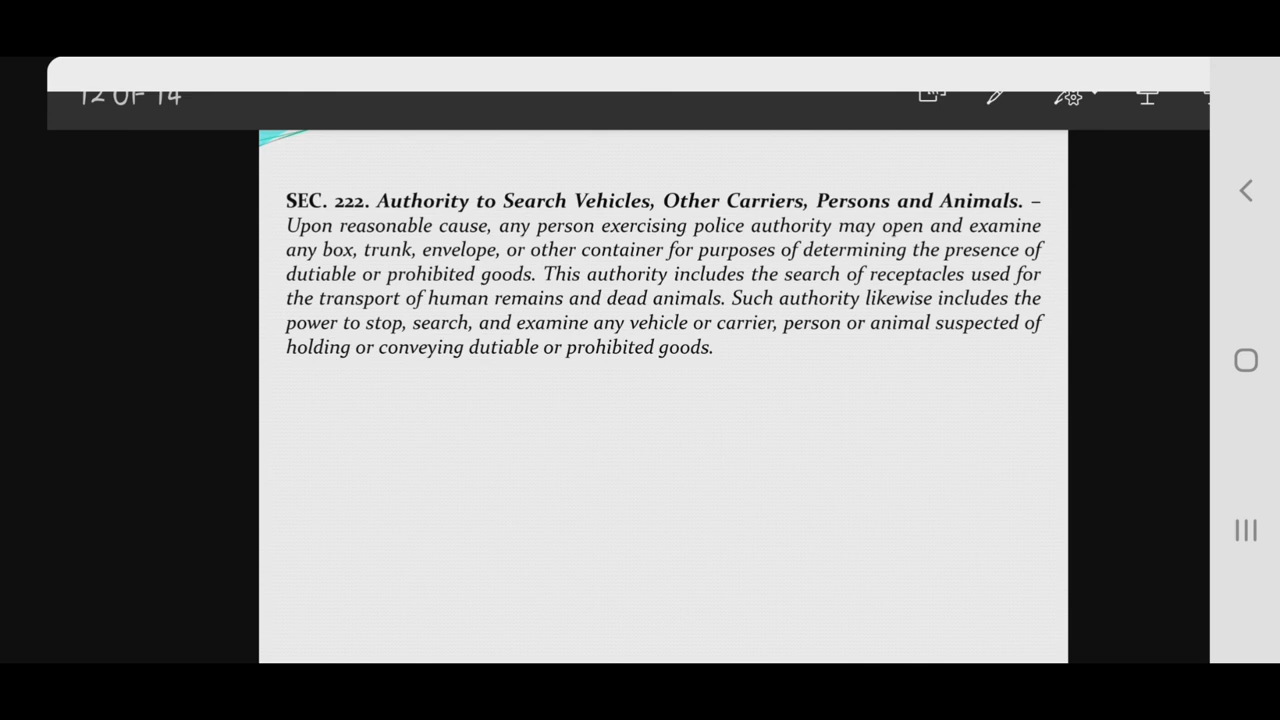 12 OF 14
SEC. 222. Authority to Search Vehicles, Other Carriers, Persons and Animals. –
Upon reasonable cause, any person exercising police authority may open and examine
any box, trunk, envelope, or other container for purposes of determining the presence of
dutiable or prohibited goods. This authority includes the search of receptacles used for
the transport of human remains and dead animals. Such authority likewise includes the
power to stop, search, and examine any vehicle or carrier, person or animal suspected of
holding or conveying dutiable or prohibited goods.